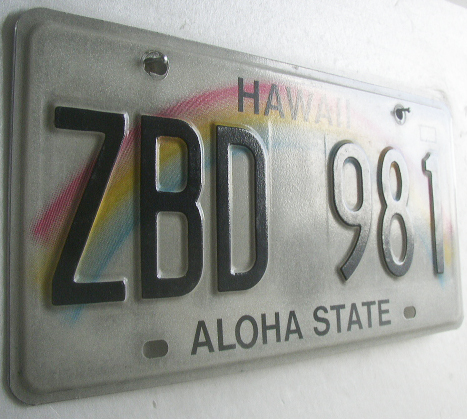 HAWAII
ZBD 981
ALOHA STATE